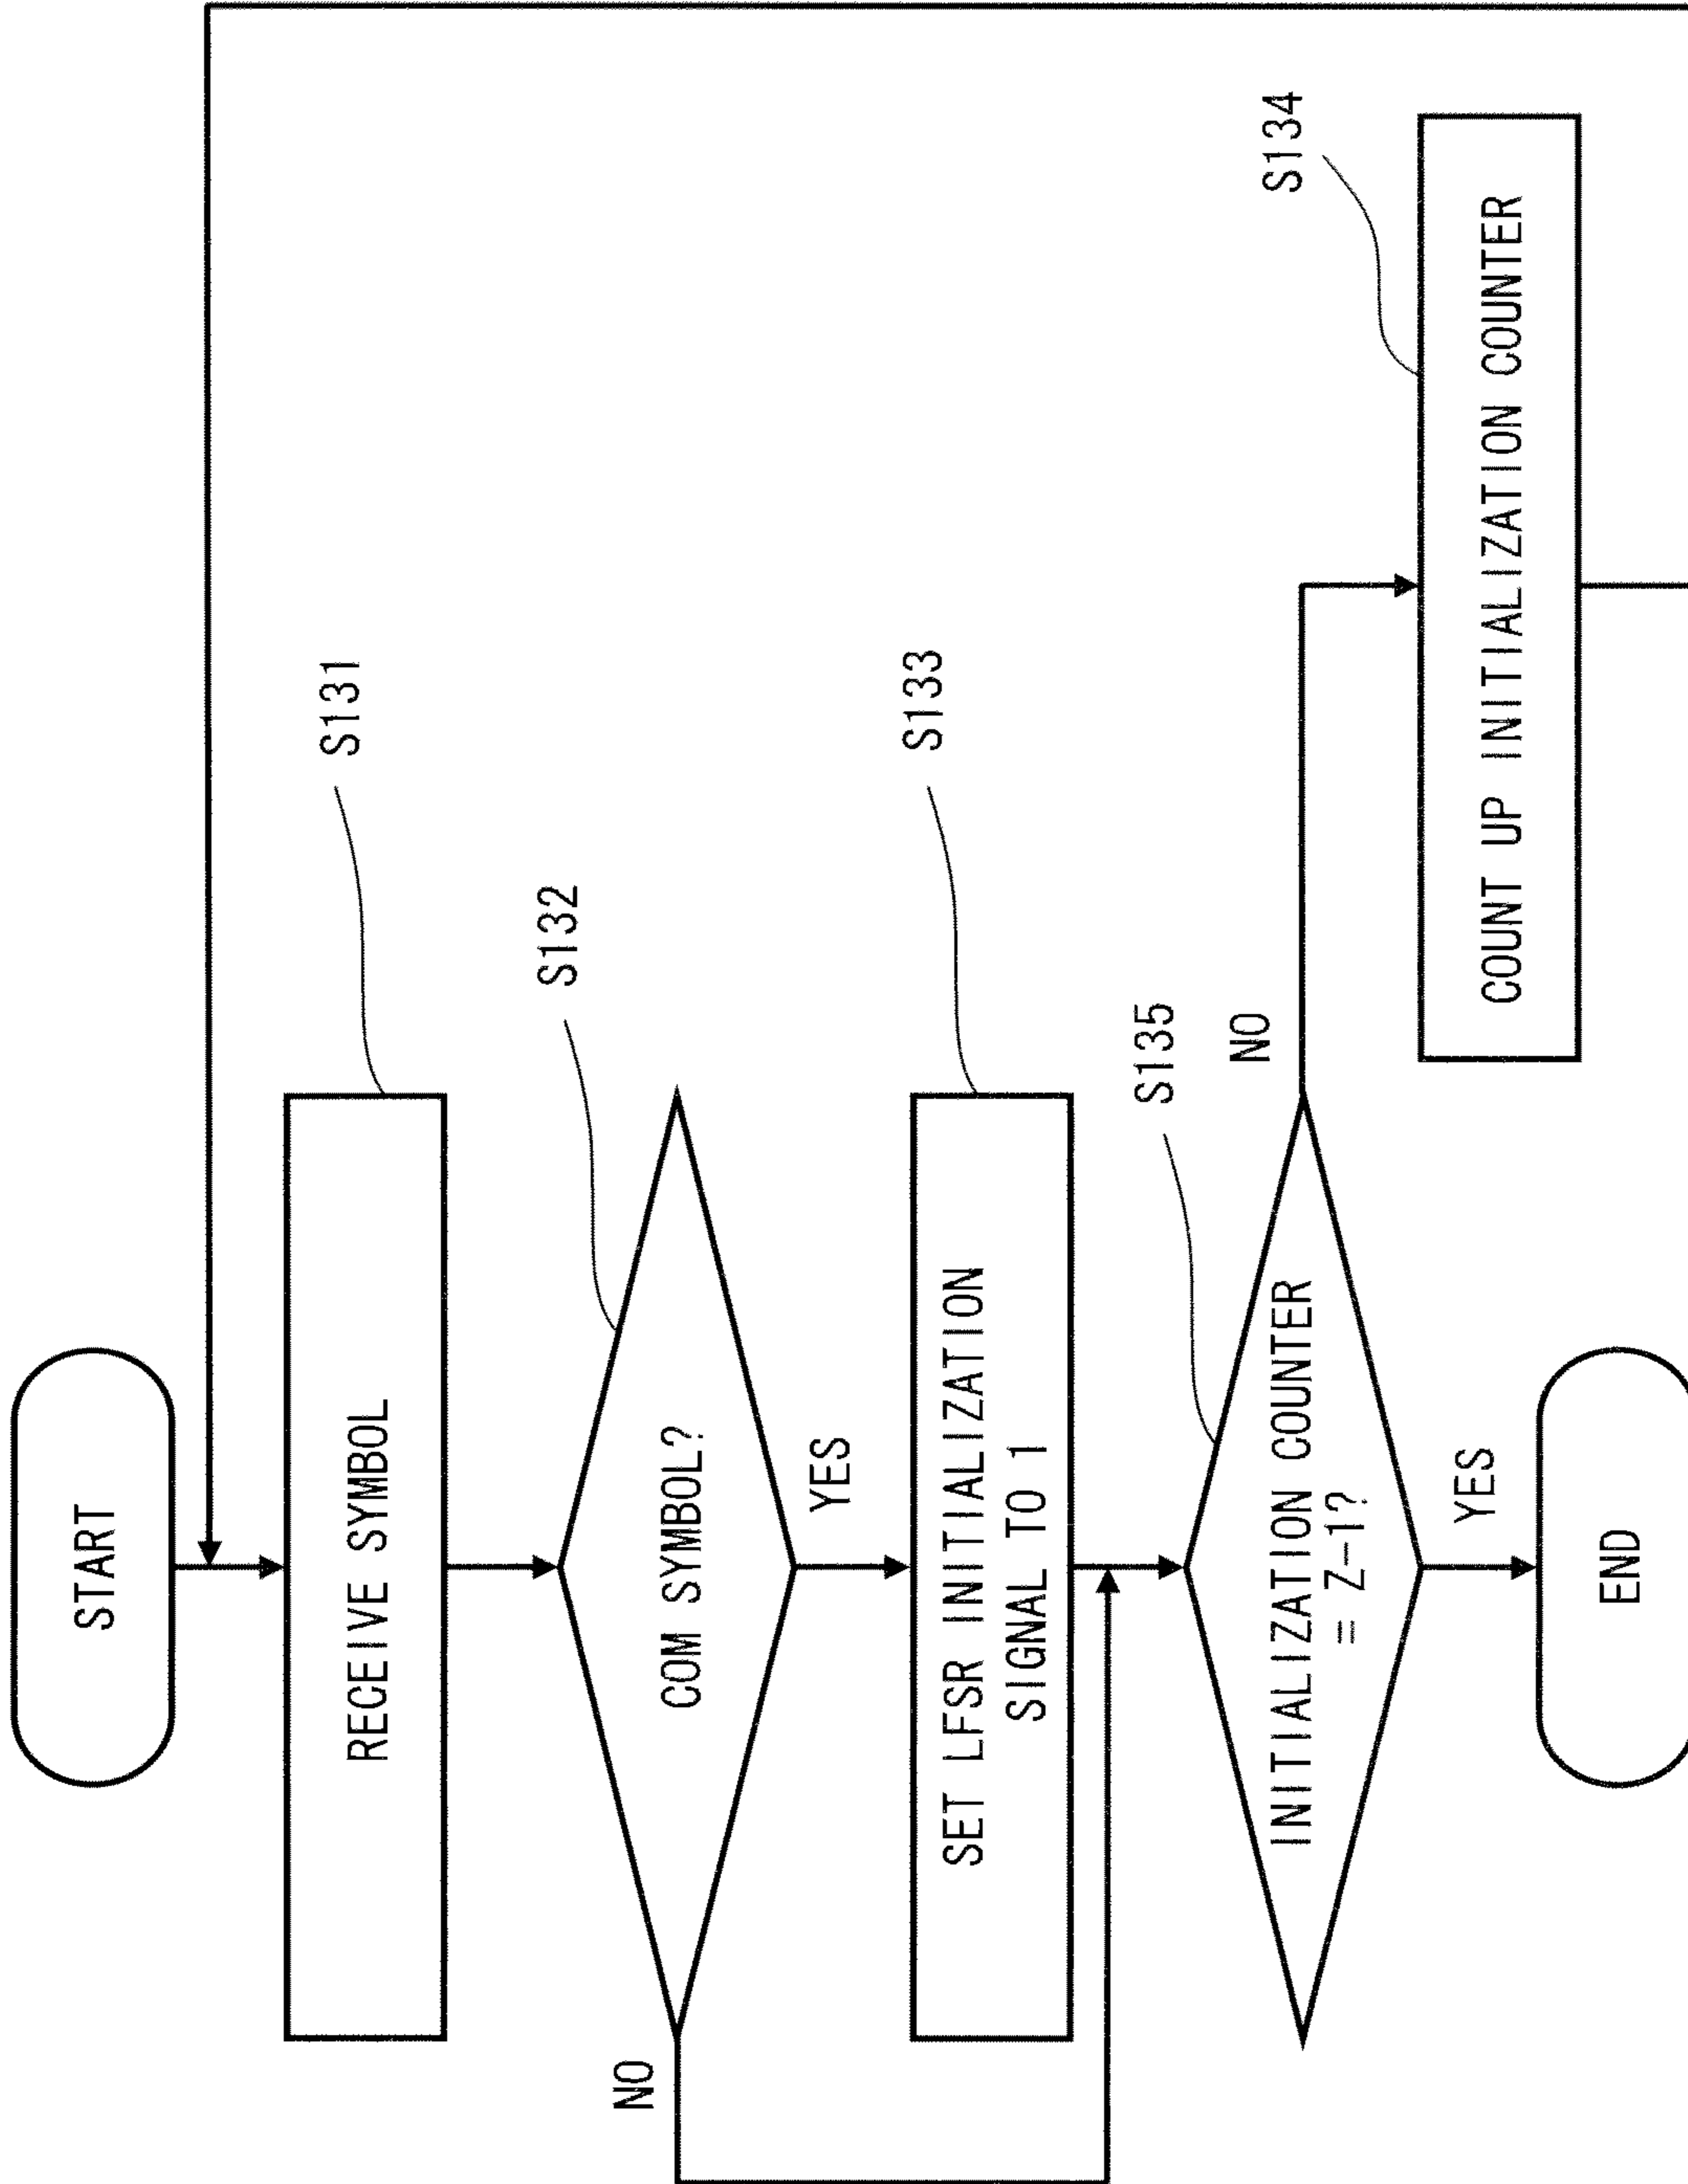 START
RECEIVE SYMBOL
S131
COM SYMBOL?
S132
NO
YES
SET LFSR INITIALIZATION
SIGNAL TO 1
S133
INITIALIZATION COUNTER
= Z-1?
S135
NO
YES
COUNT UP INITIALIZATION COUNTER
S134
END